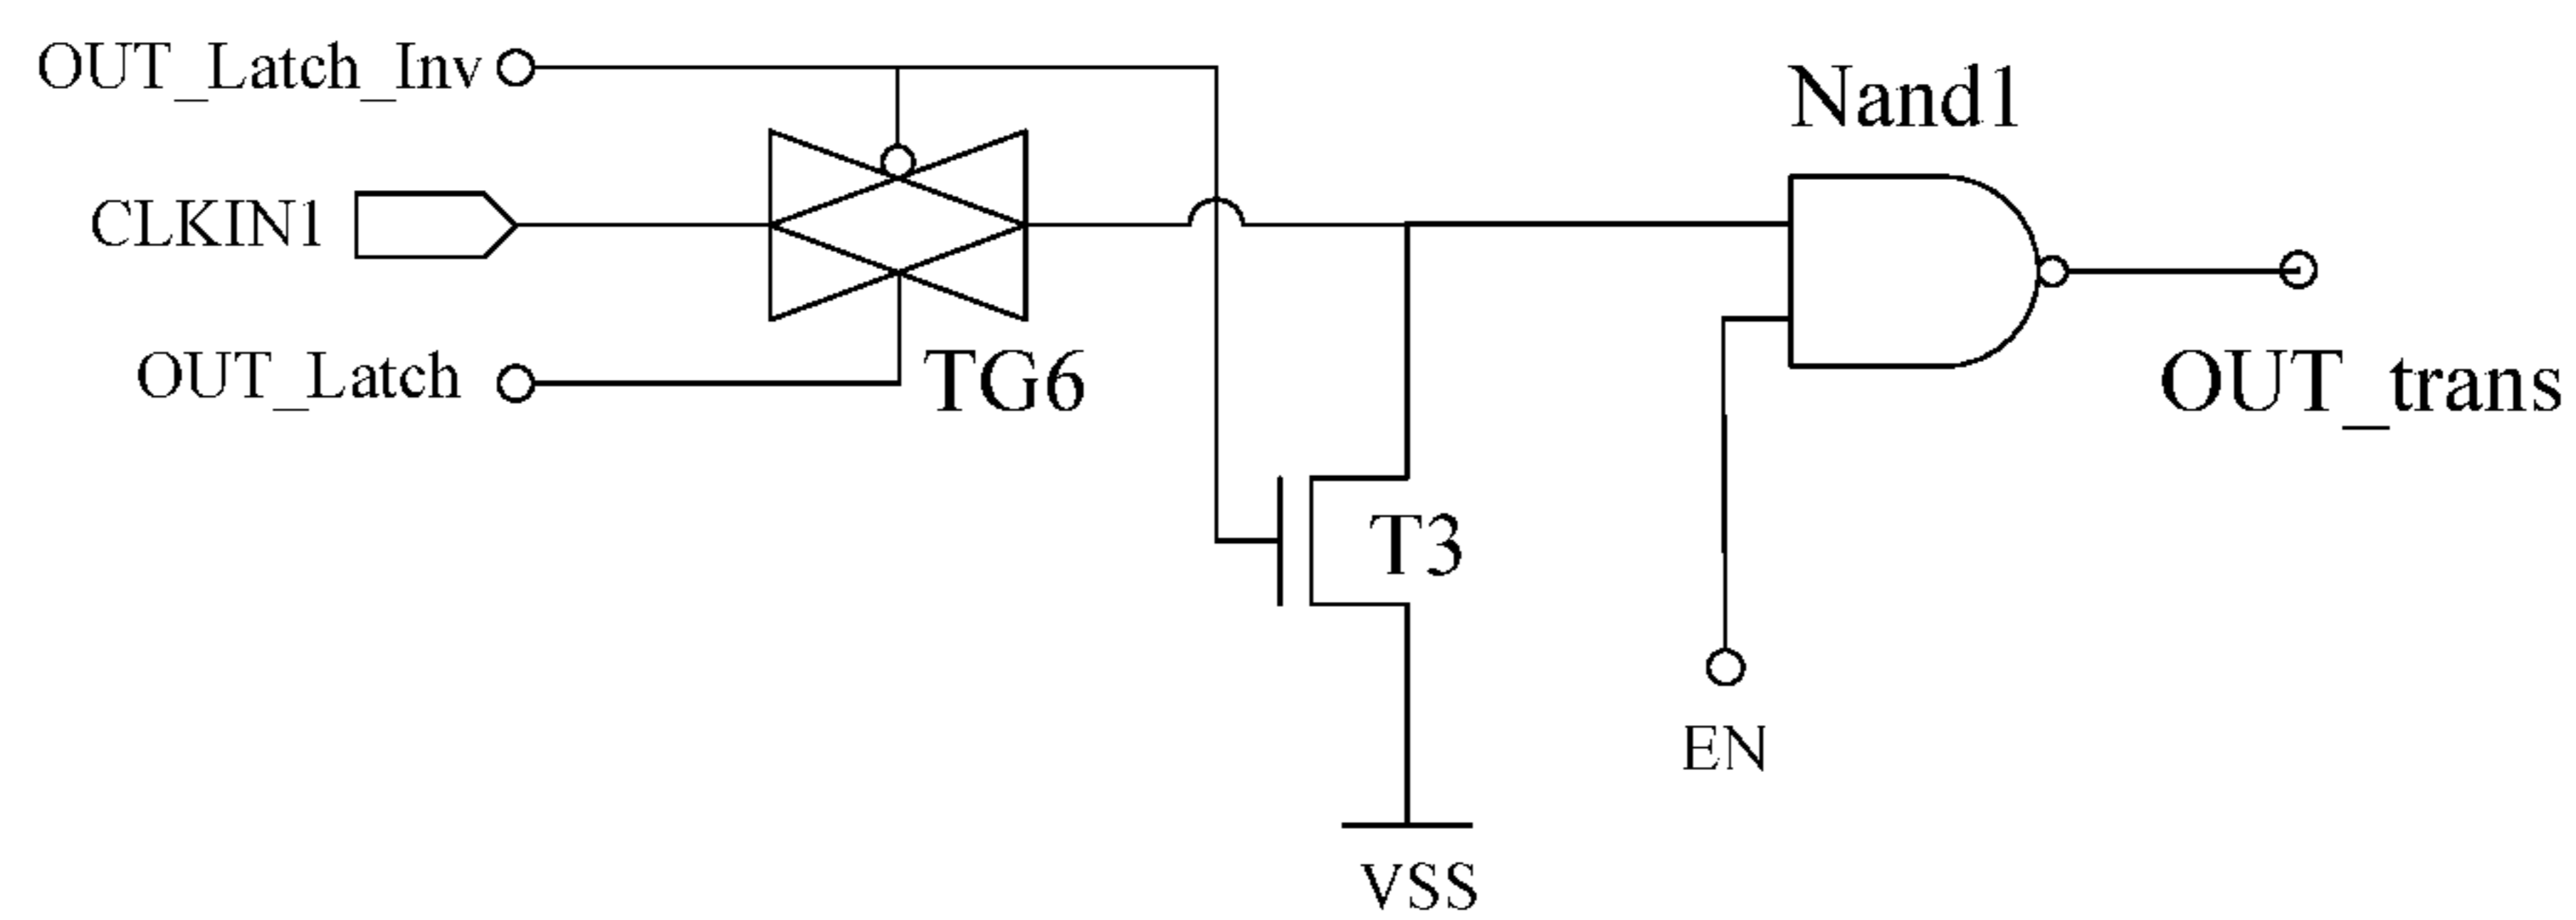 OUT_Latch_Inv
Nand1
CLKIN1
OUT_Latch
TG6
OUT_trans
T3
EN
VSS